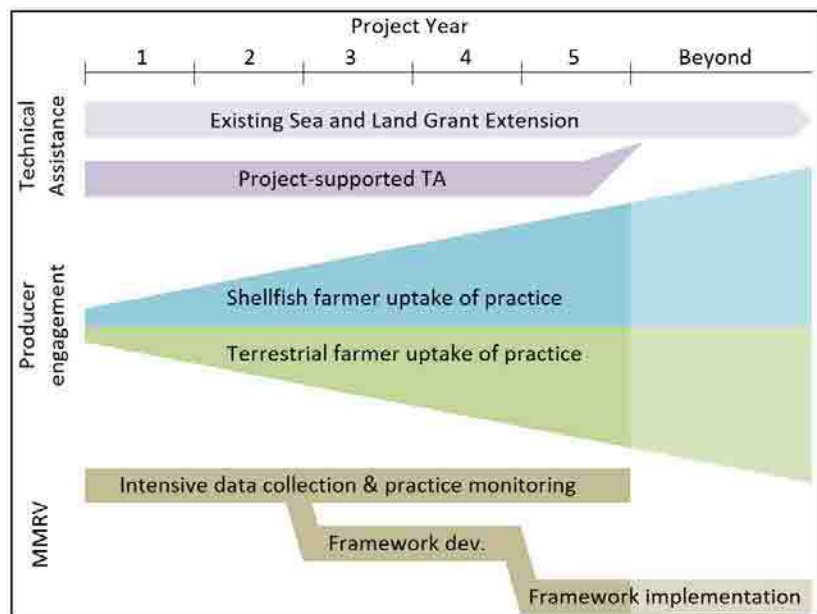 Project Year
1 2 3 4 5 Beyond
Technical
Assistance
Existing Sea and Land Grant Extension
Project-supported TA
Producer
engagement
Shellfish farmer uptake of practice
Terrestrial farmer uptake of practice
MMRV
Intensive data collection & practice monitoring
Framework dev.
Framework implementation